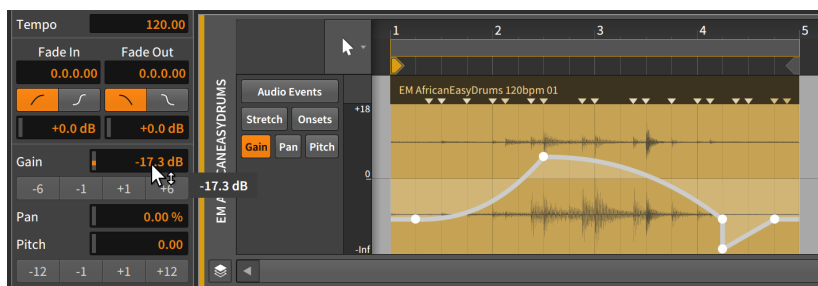 Tempo 120.00
Fade In Fade Out
0.0.0.00 0.0.0.00
+0.0 dB +0.0 dB
Gain -17.3 dB
-6 -1 +1 +6
-17.3 dB
Pan 0.00 %
Pitch 0.00
-12 -1 +1 +12
EM AFRICANEASYDRUMS
Audio Events
Stretch Onsets
Gain Pan Pitch
1 2 3 4 5
EM AfricanEasyDrums 120bpm 01
+18
0
-Inf